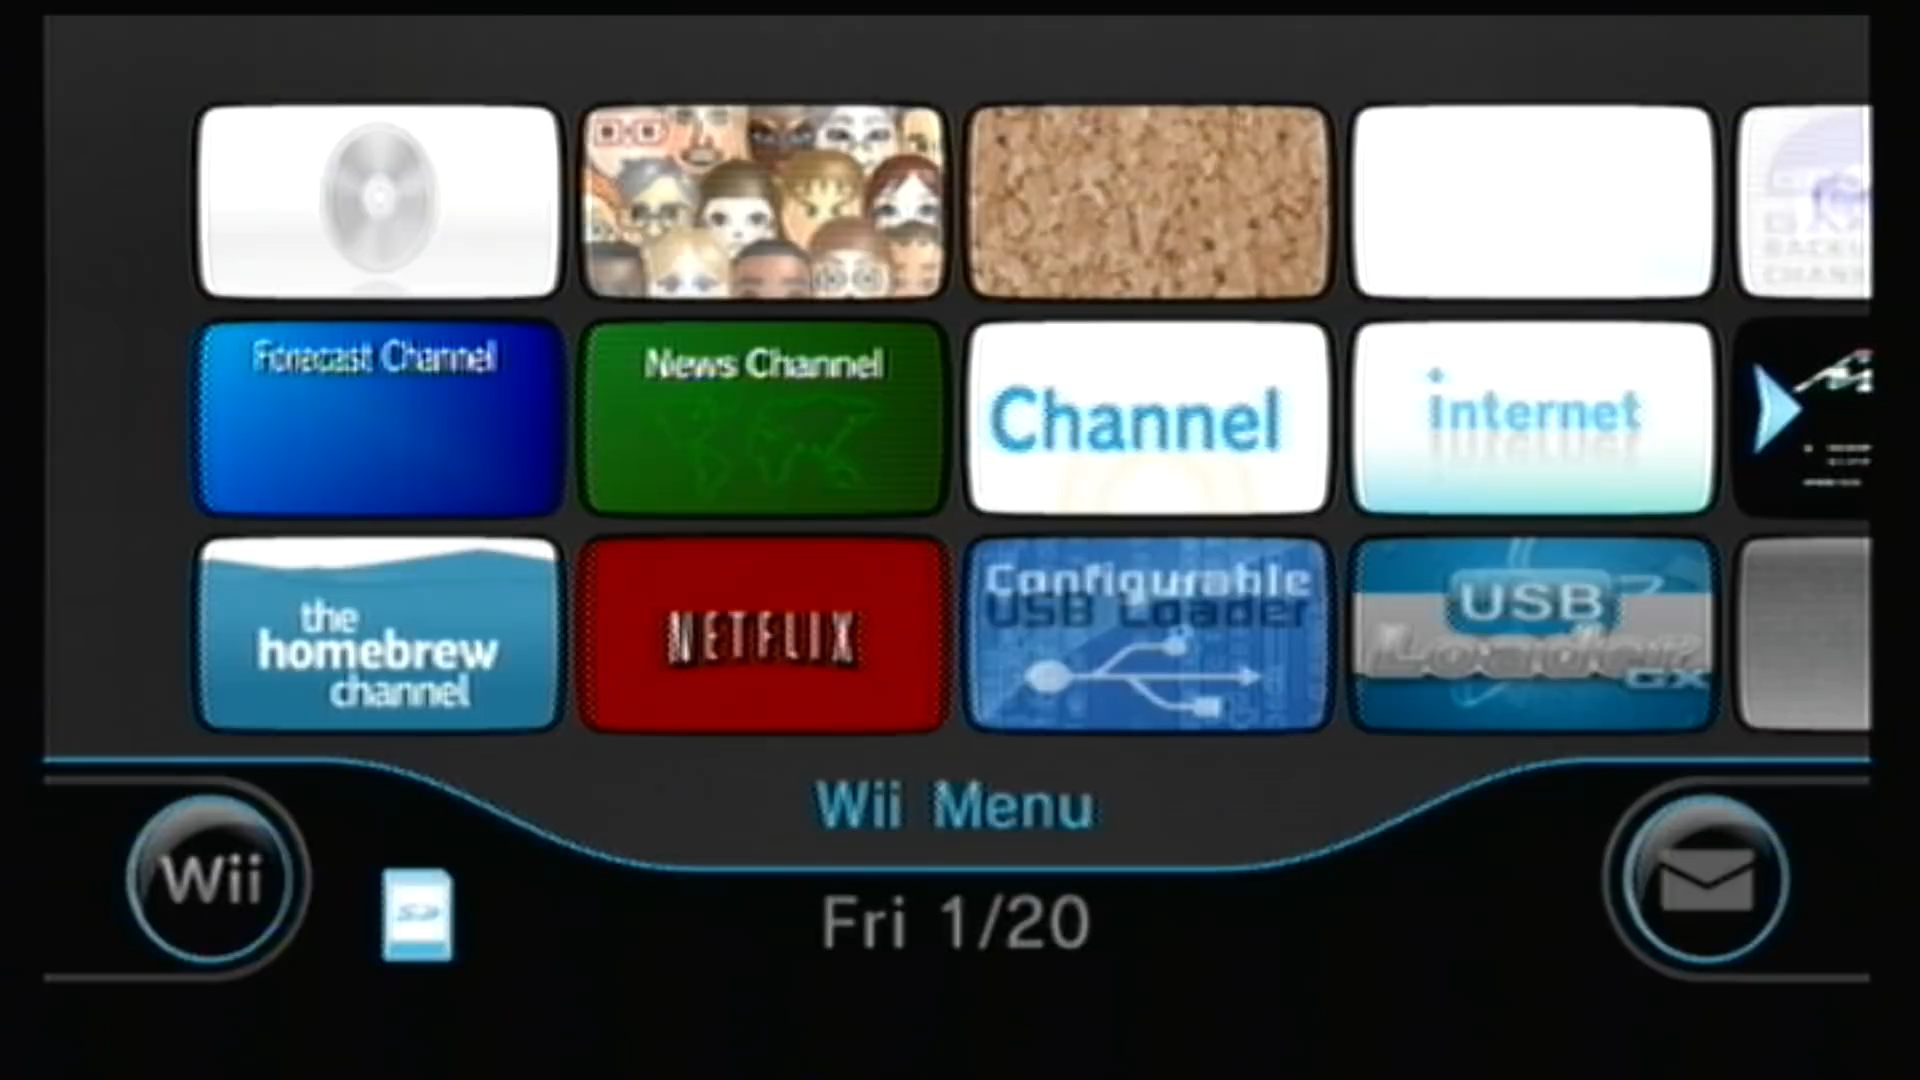 Forecast Channel
News Channel
Channel
internet
the
homebrew
channel
NETFLIX
Configurable
USB Loader
USB
Loader
GX
Wii Menu
Wii
SD
Fri 1/20